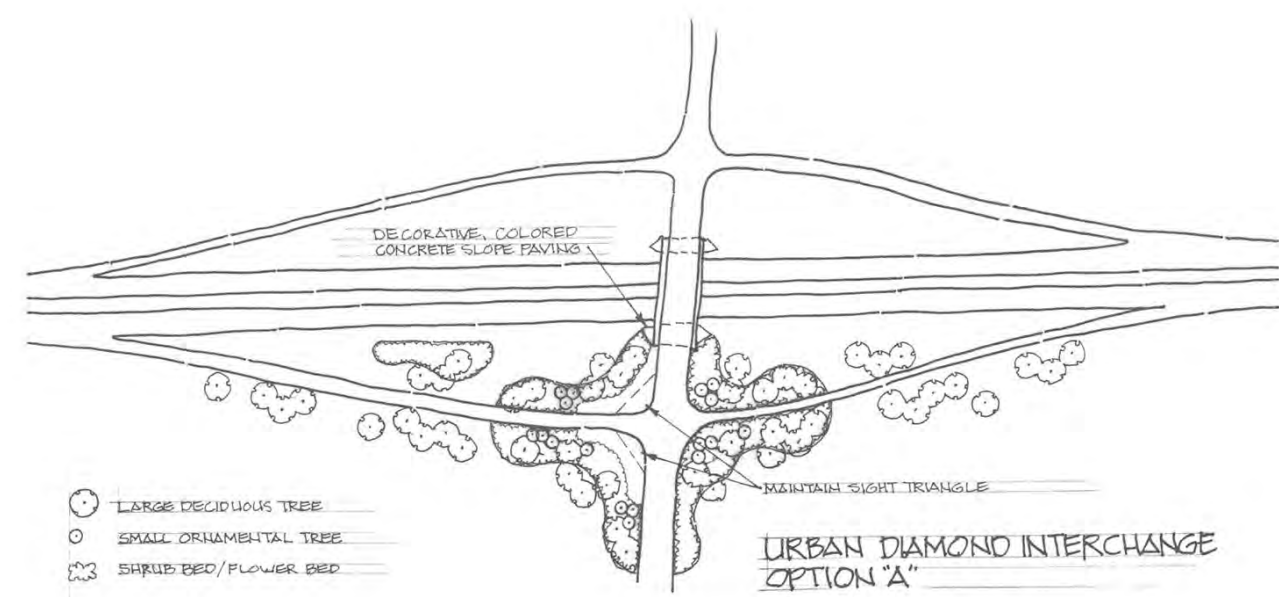 DECORATIVE, COLORED
CONCRETE SLOPE PAVING
MAINTAIN SIGHT TRIANGLE
LARGE DECIDUOUS TREE
SMALL ORNAMENTAL TREE
SHRUB BED/FLOWER BED
URBAN DIAMOND INTERCHANGE
OPTION "A"